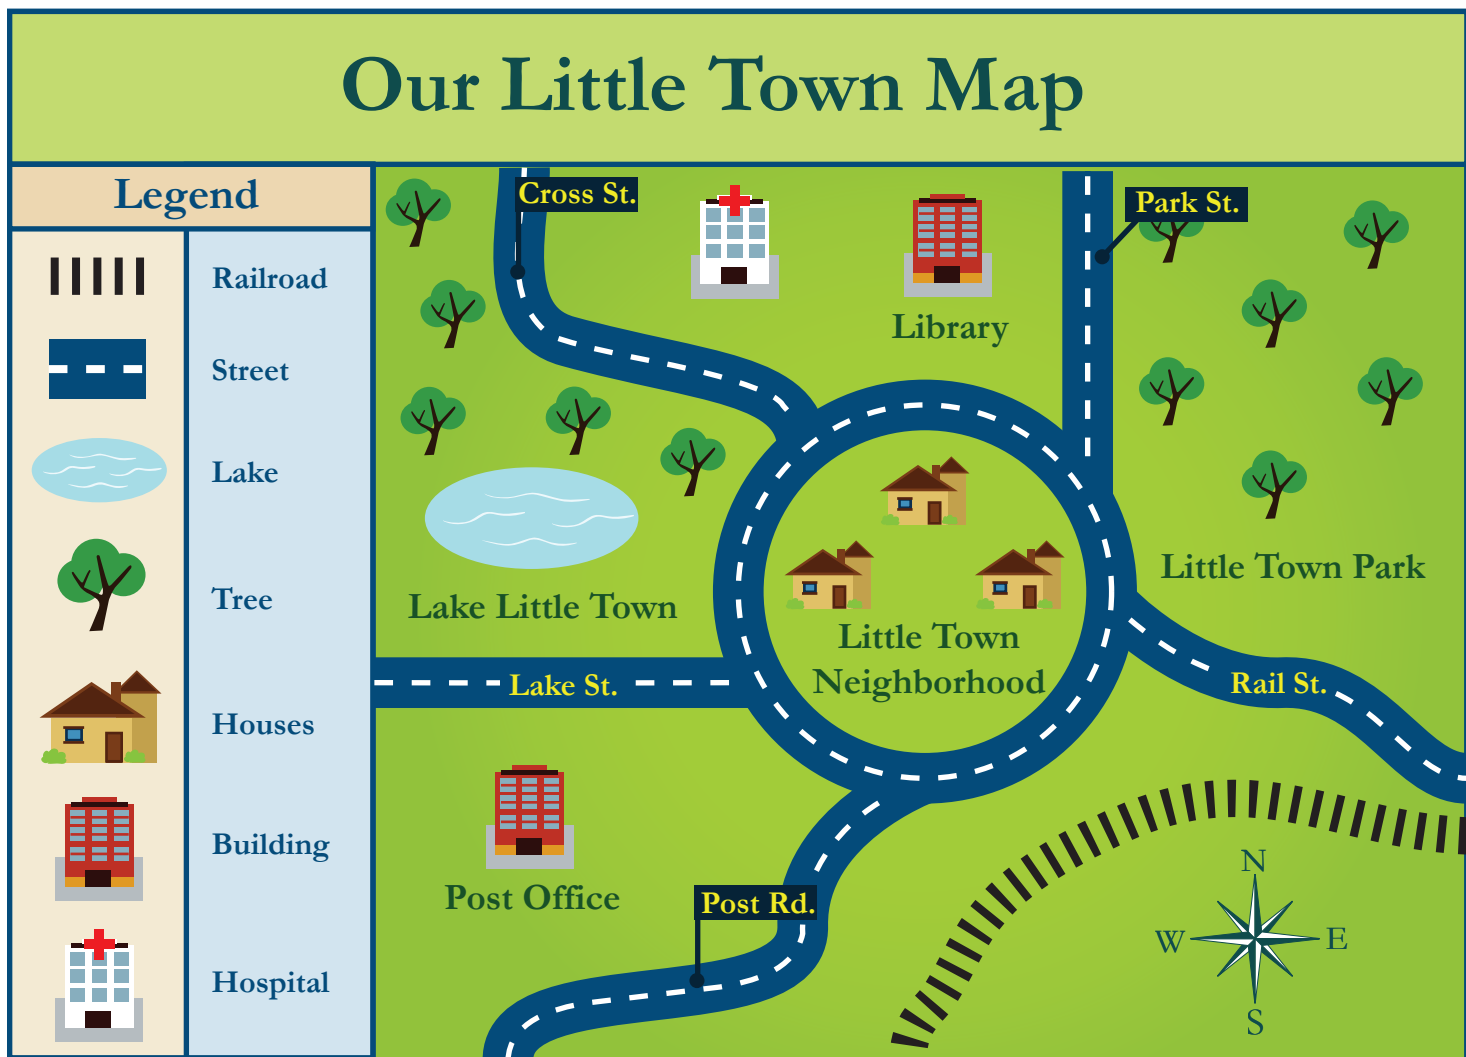 Our Little Town Map
Legend
Railroad
Street
Lake
Tree
Houses
Building
Hospital
Cross St.
Park St.
Library
Little Town Park
Lake Little Town
Little Town
Neighborhood
Lake St.
Rail St.
Post Office
Post Rd.
N
W
E
S